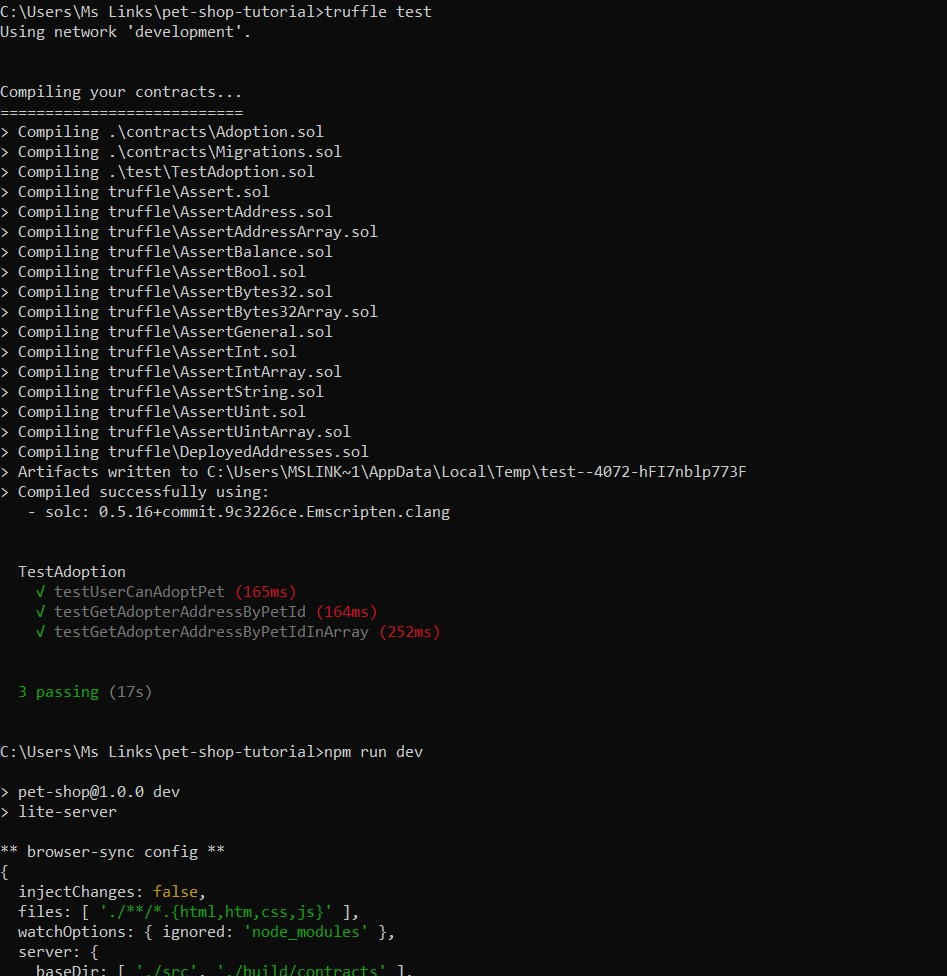 C:\Users\Ms Links\pet-shop-tutorial>truffle test
Using network 'development'.
Compiling your contracts...
===========================
> Compiling .\contracts\Adoption.sol
> Compiling .\contracts\Migrations.sol
> Compiling .\test\TestAdoption.sol
> Compiling truffle\Assert.sol
> Compiling truffle\AssertAddress.sol
> Compiling truffle\AssertAddressArray.sol
> Compiling truffle\AssertBalance.sol
> Compiling truffle\AssertBool.sol
> Compiling truffle\AssertBytes32.sol
> Compiling truffle\AssertBytes32Array.sol
> Compiling truffle\AssertGeneral.sol
> Compiling truffle\AssertInt.sol
> Compiling truffle\AssertIntArray.sol
> Compiling truffle\AssertString.sol
> Compiling truffle\AssertUint.sol
> Compiling truffle\AssertUintArray.sol
> Compiling truffle\DeployedAddresses.sol
> Artifacts written to C:\Users\MSLINK~1\AppData\Local\Temp\test--4072-hFI7nblp773F
> Compiled successfully using:
- solc: 0.5.16+commit.9c3226ce.Emscripten.clang
TestAdoption
√ testUserCanAdoptPet (165ms)
√ testGetAdopterAddressByPetId (164ms)
√ testGetAdopterAddressByPetIdInArray (252ms)
3 passing (17s)
C:\Users\Ms Links\pet-shop-tutorial>npm run dev
> pet-shop@1.0.0 dev
> lite-server
** browser-sync config **
{
injectChanges: false,
files: [ './**/*.{html,htm,css,js}' ],
watchOptions: { ignored: 'node_modules' },
server: {
baseDir: [ './src', './build/contracts' ],